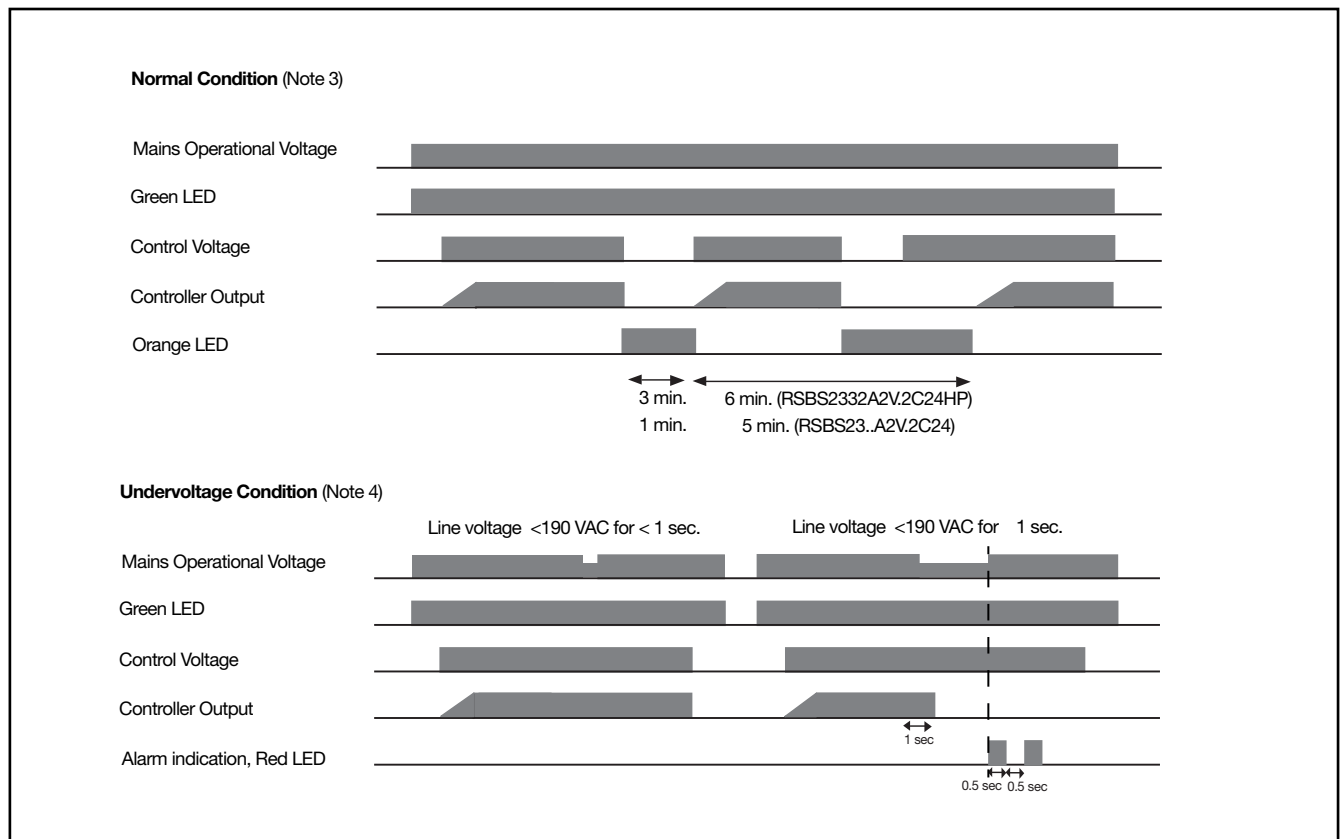 Normal Condition (Note 3)
Mains Operational Voltage
Green LED
Control Voltage
Controller Output
Orange LED
3 min.
6 min. (RSBS2332A2V.2C24HP)
1 min.
5 min. (RSBS23..A2V.2C24)
Undervoltage Condition (Note 4)
Line voltage <190 VAC for < 1 sec.
Line voltage <190 VAC for 1 sec.
Mains Operational Voltage
Green LED
Control Voltage
Controller Output
1 sec
Alarm indication, Red LED
0.5 sec 0.5 sec